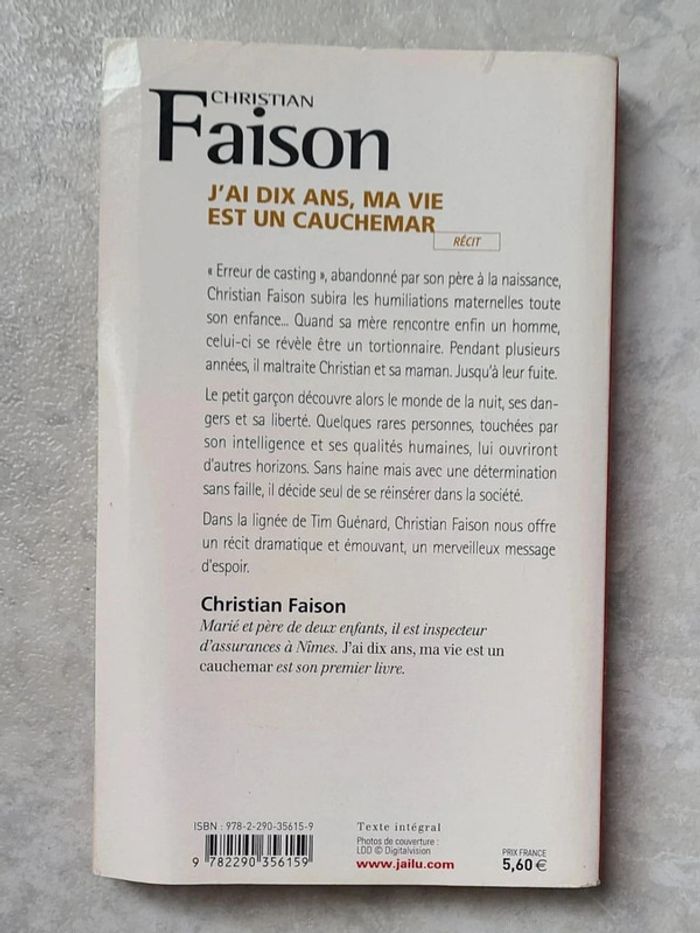 CHRISTIAN
Faison
J'AI DIX ANS, MA VIE
EST UN CAUCHEMAR
RÉCIT
« Erreur de casting », abandonné par son père à la naissance,
Christian Faison subira les humiliations maternelles toute
son enfance... Quand sa mère rencontre enfin un homme,
celui-ci se révèle être un tortionnaire. Pendant plusieurs
années, il maltraite Christian et sa maman. Jusqu'à leur fuite.
Le petit garçon découvre alors le monde de la nuit, ses dan-
gers et sa liberté. Quelques rares personnes, touchées par
son intelligence et ses qualités humaines, lui ouvriront
d'autres horizons. Sans haine mais avec une détermination
sans faille, il décide seul de se réinsérer dans la société.
Dans la lignée de Tim Guénard, Christian Faison nous offre
un récit dramatique et émouvant, un merveilleux message
d'espoir.
Christian Faison
Marié et père de deux enfants, il est inspecteur
d'assurances à Nîmes. J'ai dix ans, ma vie est un
cauchemar est son premier livre.
ISBN : 978-2-290-35615-9
9 782290 356159
Texte intégral
Photos de couverture :
LDD © Digitalvision
www.jailu.com
PRIX FRANCE
5,60 €